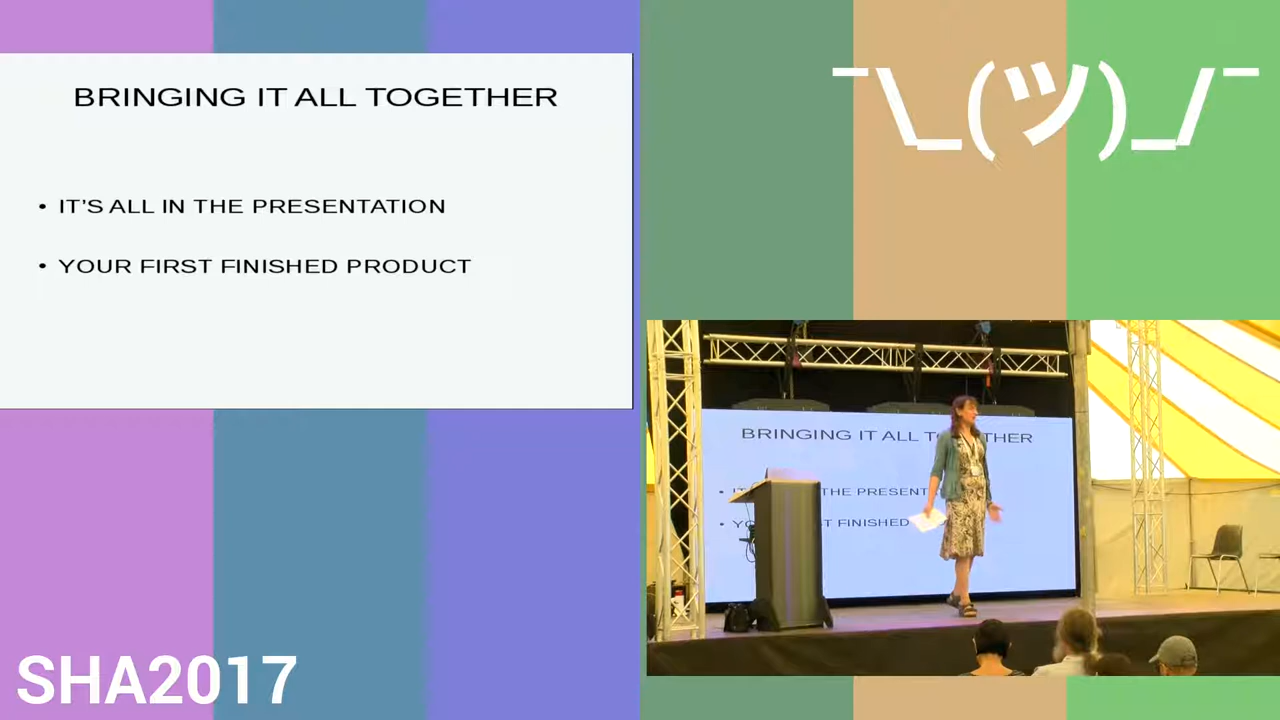 BRINGING IT ALL TOGETHER
• IT'S ALL IN THE PRESENTATION
• YOUR FIRST FINISHED PRODUCT
¯\_(ツ)_/¯
BRINGING IT ALL TOGETHER
THE PRESENT
FINISHED
SHA2017